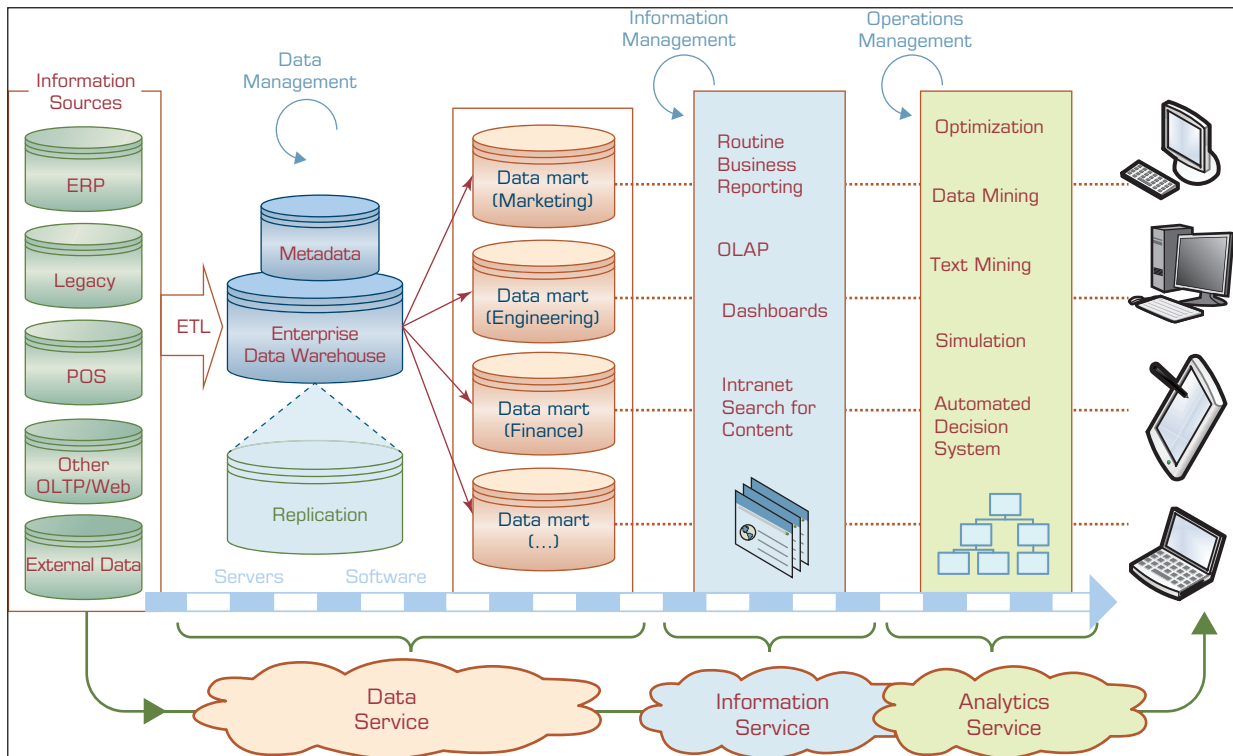 Information
Sources
ERP
Legacy
POS
Other
OLTP/Web
External Data
ETL
Data
Management
Metadata
Enterprise
Data Warehouse
Replication
Servers
Software
Data mart
(Marketing)
Data mart
(Engineering)
Data mart
(Finance)
Data mart
(...)
Information
Management
Routine
Business
Reporting
OLAP
Dashboards
Intranet
Search for
Content
Operations
Management
Optimization
Data Mining
Text Mining
Simulation
Automated
Decision
System
Data
Service
Information
Service
Analytics
Service